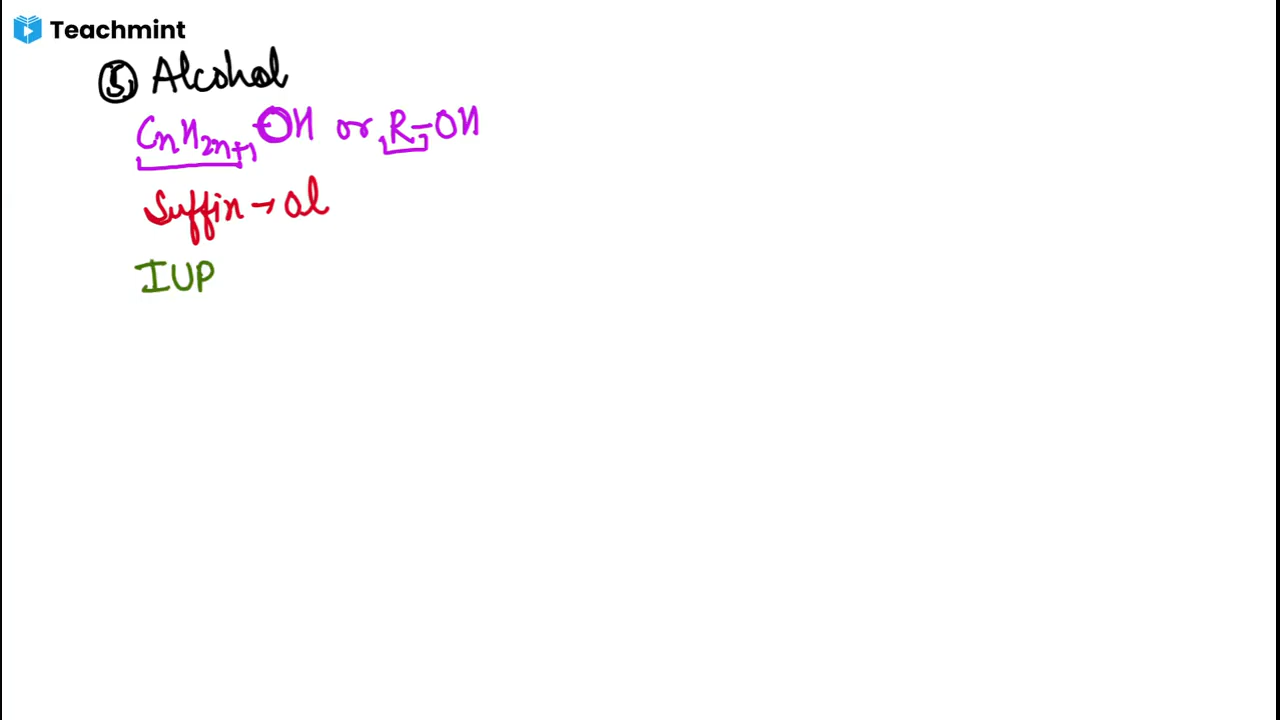 Teachmint
⑤ Alcohol
CnH2n+1-OH or R-OH
Suffix → ol
IUP